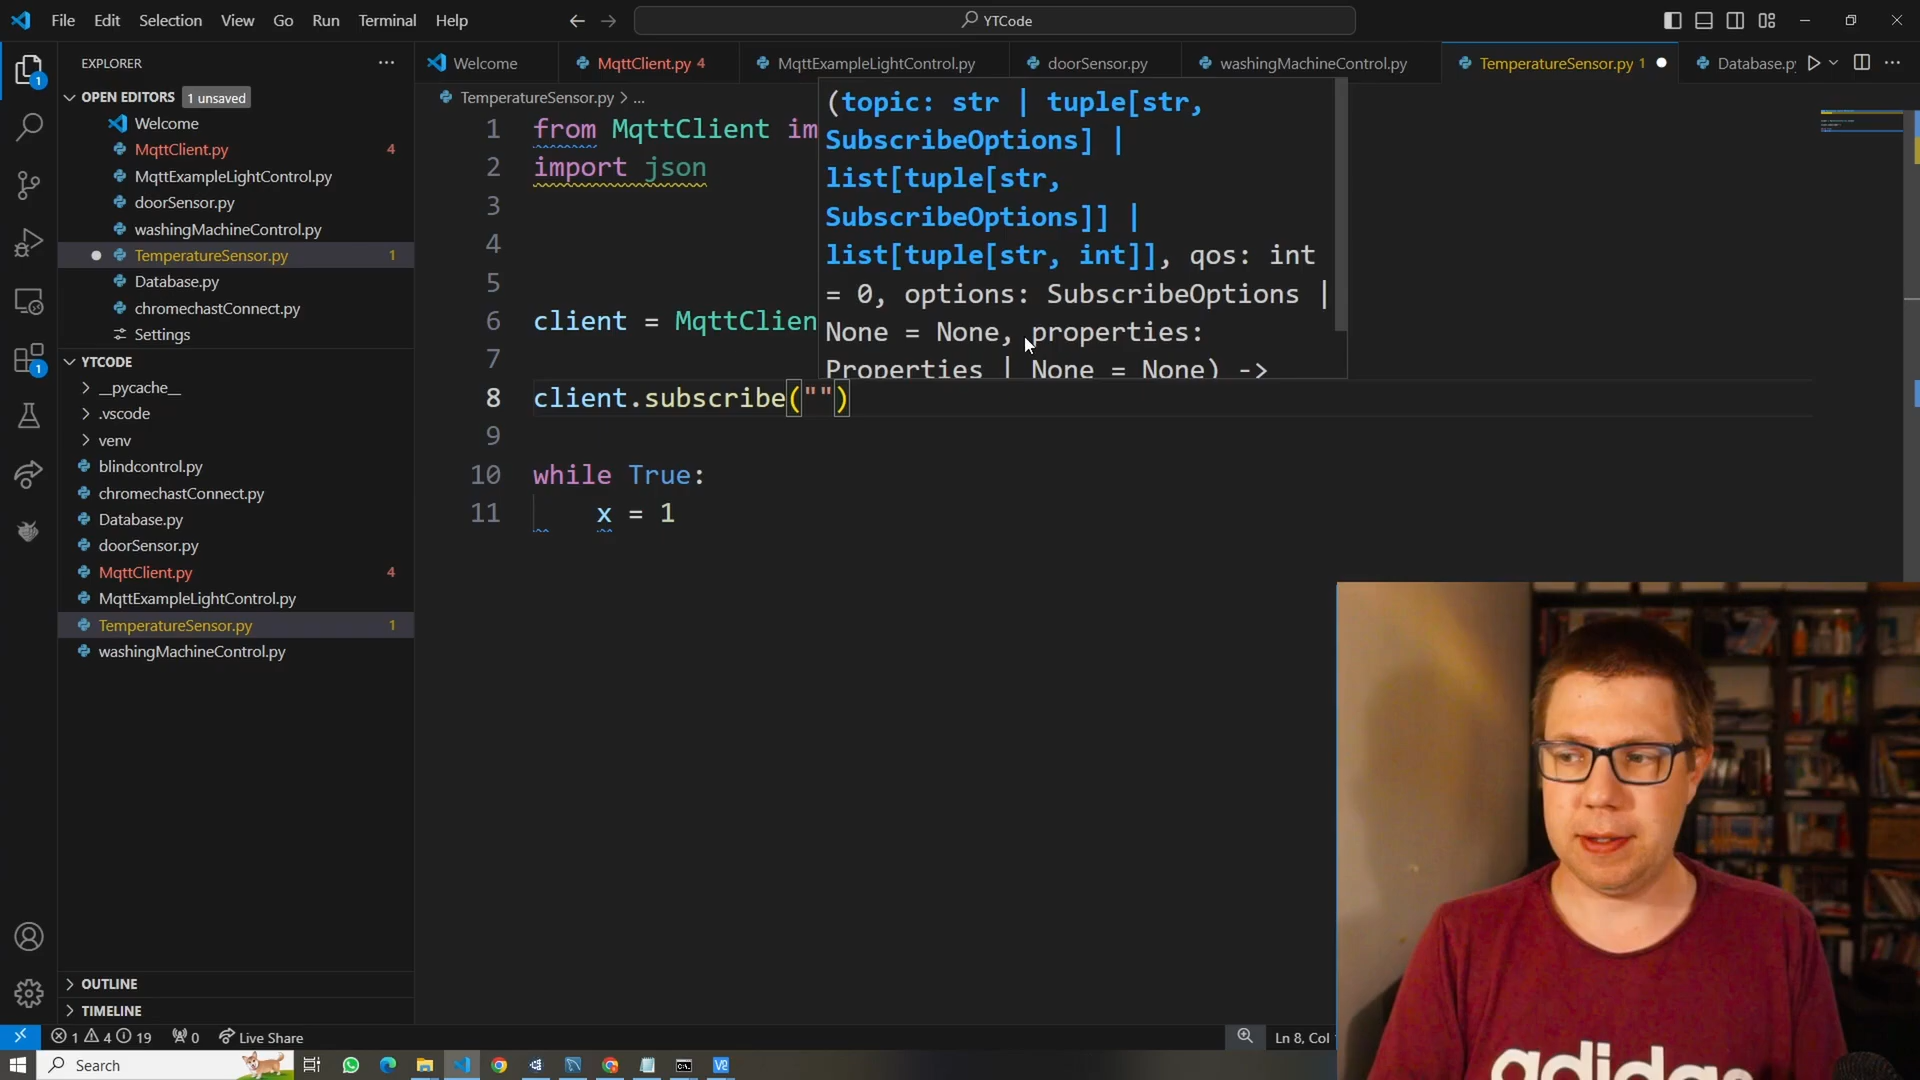 File Edit Selection View Go Run Terminal Help
YTCode
EXPLORER
OPEN EDITORS 1 unsaved
Welcome
MqttClient.py 4
MqttExampleLightControl.py
doorSensor.py
washingMachineControl.py
TemperatureSensor.py 1
Database.py
chromechastConnect.py
Settings
YTCODE
__pycache__
.vscode
venv
blindcontrol.py
chromechastConnect.py
Database.py
doorSensor.py
MqttClient.py 4
MqttExampleLightControl.py
TemperatureSensor.py 1
washingMachineControl.py
OUTLINE
TIMELINE
Welcome MqttClient.py 4 MqttExampleLightControl.py doorSensor.py washingMachineControl.py TemperatureSensor.py 1 Database.py
TemperatureSensor.py > ...
1 from MqttClient im
2 import json
3
4
5
6 client = MqttClien
7
8 client.subscribe("")
9
10 while True:
11 x = 1
(topic: str | tuple[str,
SubscribeOptions] |
list[tuple[str,
SubscribeOptions]] |
list[tuple[str, int]], qos: int
= 0, options: SubscribeOptions |
None = None, properties:
Properties | None = None) ->
adidas
1 4 19 0 Live Share
Ln 8, Col
Search